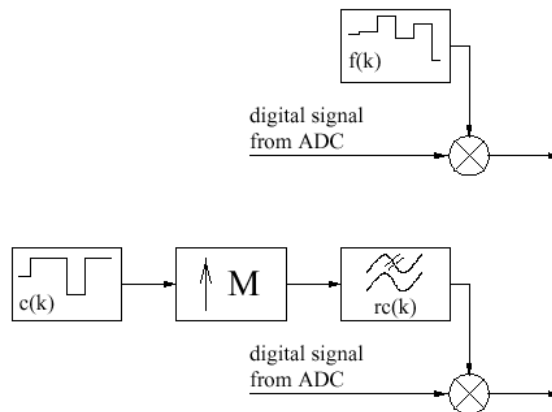 f(k)
digital signal
from ADC
c(k)
M
rc(k)
digital signal
from ADC